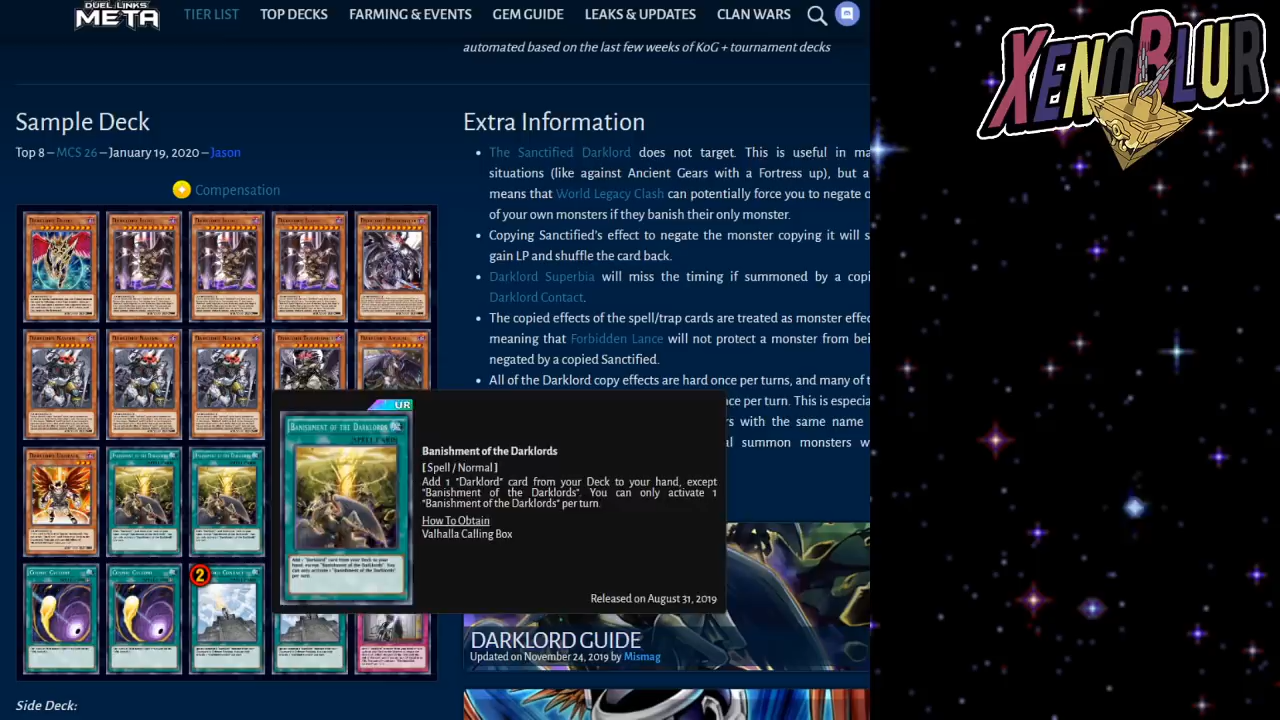 DUEL LINKS
META
TIER LIST
TOP DECKS
FARMING & EVENTS
GEM GUIDE
LEAKS & UPDATES
CLAN WARS
XENOBLUR
automated based on the last few weeks of KoG + tournament decks
Sample Deck
Top 8 – MCS 26 – January 19, 2020 – Jason
Compensation
2
Side Deck:
Extra Information
The Sanctified Darklord does not target. This is useful in ma
situations (like against Ancient Gears with a Fortress up), but a
means that World Legacy Clash can potentially force you to negate o
of your own monsters if they banish their only monster.
Copying Sanctified's effect to negate the monster copying it will s
gain LP and shuffle the card back.
Darklord Superbia will miss the timing if summoned by a copi
Darklord Contact.
The copied effects of the spell/trap cards are treated as monster effec
meaning that Forbidden Lance will not protect a monster from bei
negated by a copied Sanctified.
All of the Darklord copy effects are hard once per turns, and many of t
nce per turn. This is especia
rs with the same name
al summon monsters w
UR
Banishment of the Darklords
Spell Card
Banishment of the Darklords
[ Spell / Normal ]
Add 1 "Darklord" card from your Deck to your hand, except
"Banishment of the Darklords". You can only activate 1
"Banishment of the Darklords" per turn.
How To Obtain
Valhalla Calling Box
Released on August 31, 2019
DARKLORD GUIDE
Updated on November 24, 2019 by Mismag